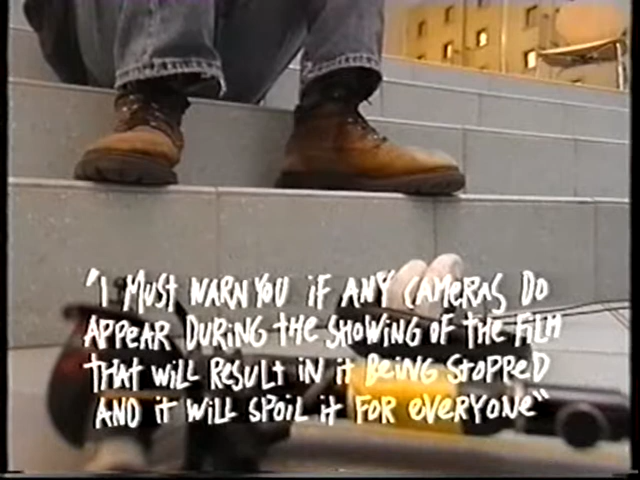 "I MUST WARN YOU IF ANY CAMERAS DO
APPEAR DURING THE SHOWING OF THE FILM
THAT WILL RESULT IN IT BEING STOPPED
AND IT WILL SPOIL IT FOR EVERYONE"